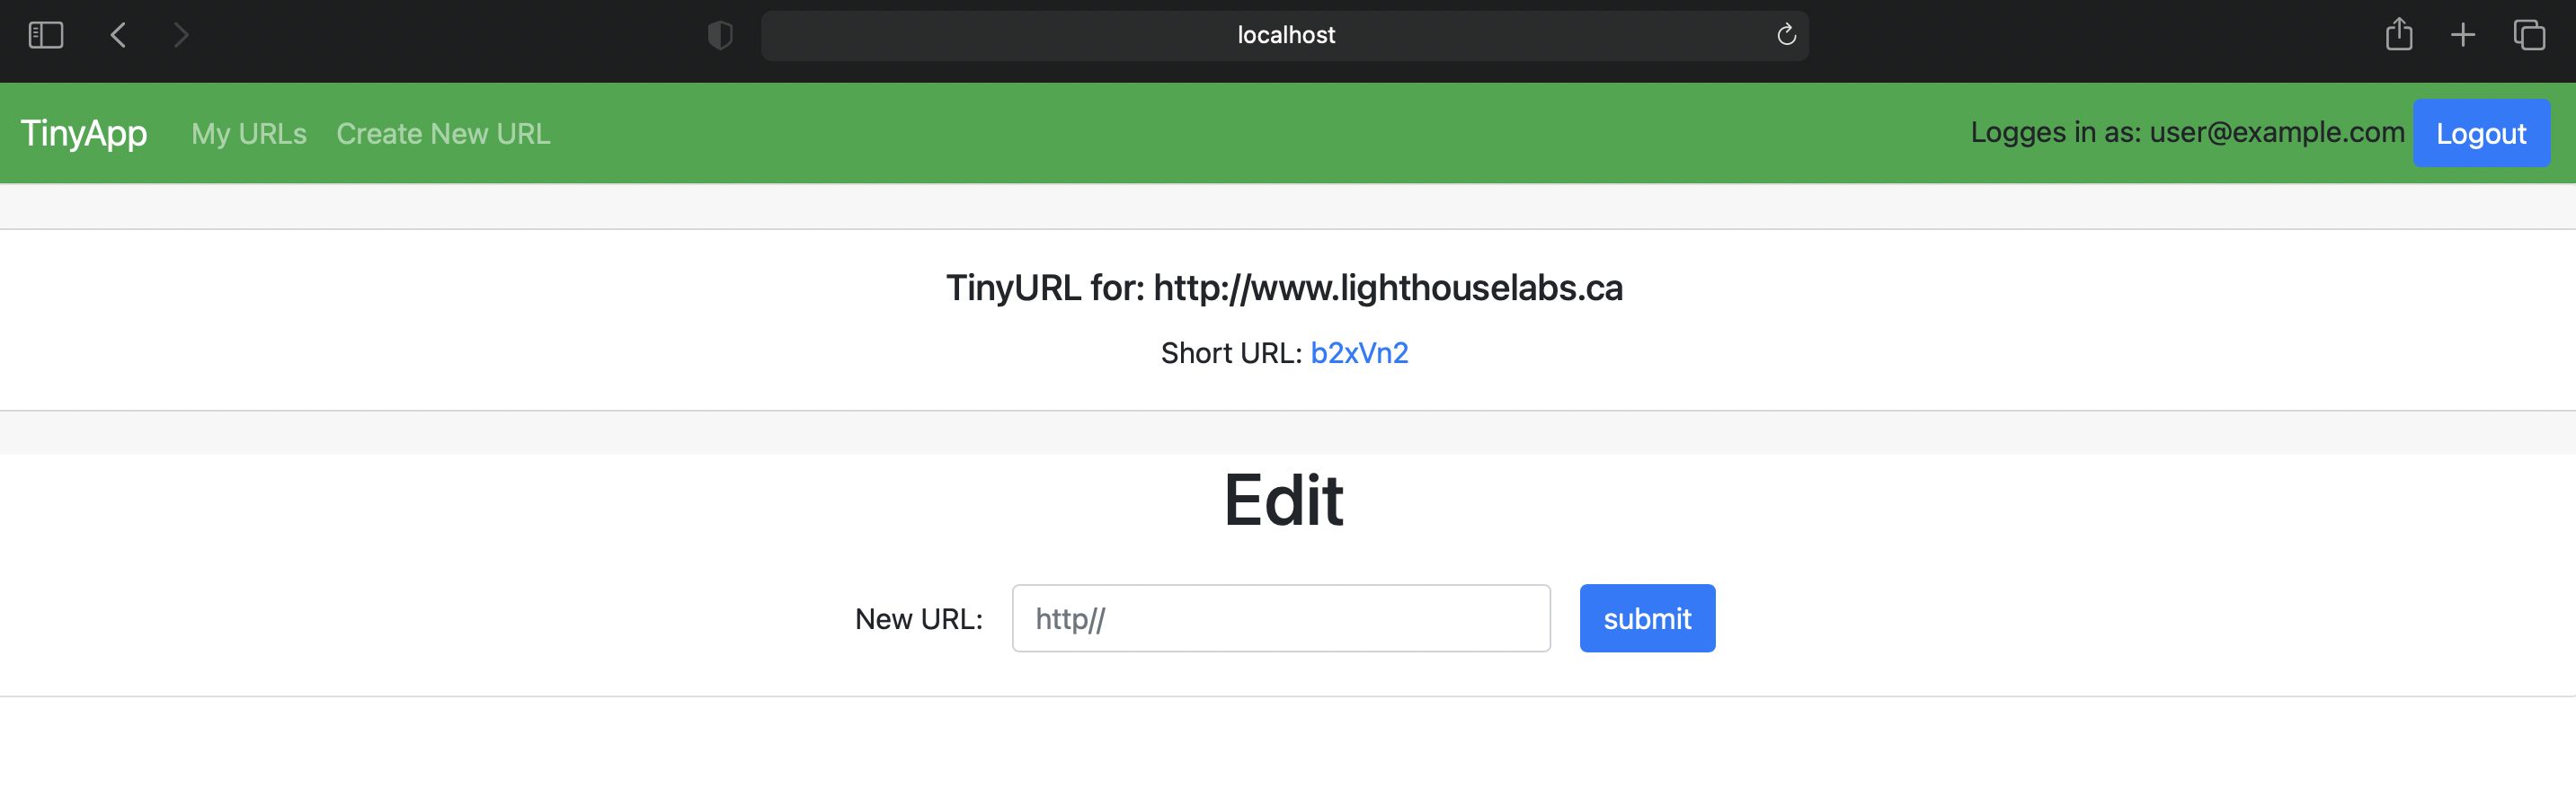 localhost
TinyApp My URLs Create New URL Logges in as: user@example.com Logout
TinyURL for: http://www.lighthouselabs.ca
Short URL: b2xVn2
Edit
New URL: http// submit